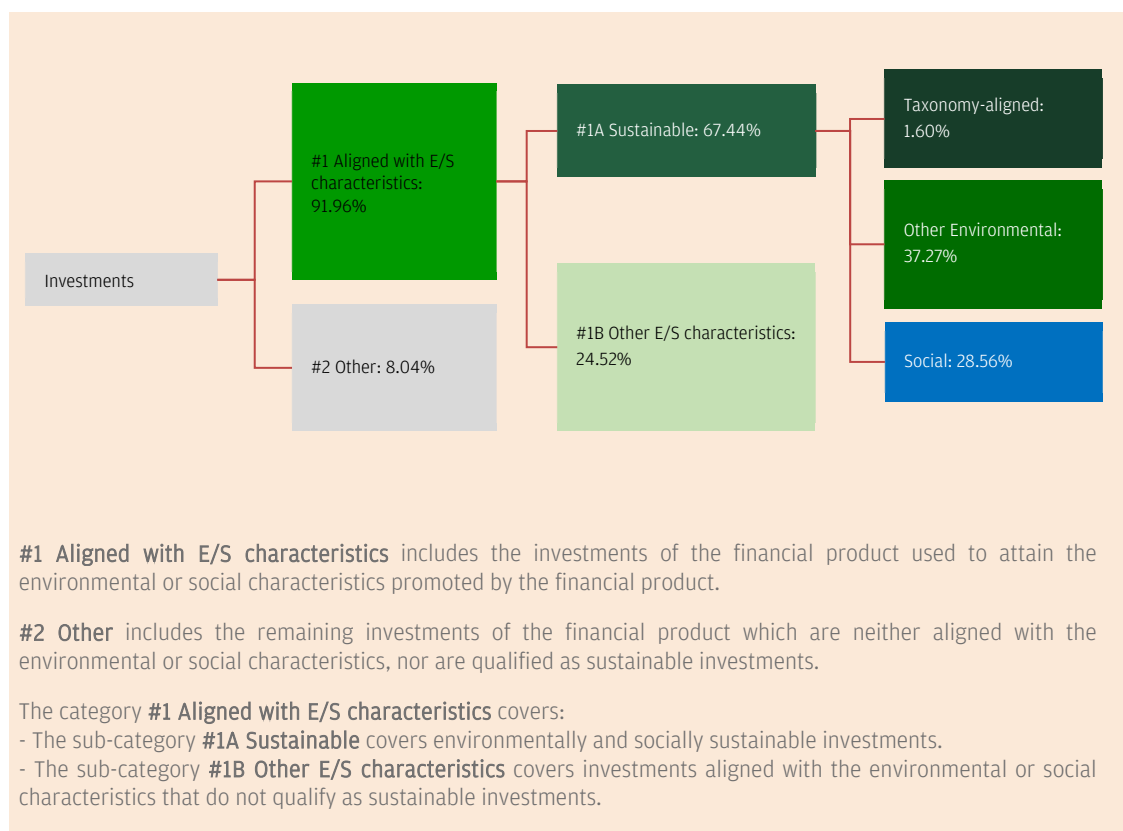 Investments
#1 Aligned with E/S
characteristics:
91.96%
#2 Other: 8.04%
#1A Sustainable: 67.44%
#1B Other E/S characteristics:
24.52%
Taxonomy-aligned:
1.60%
Other Environmental:
37.27%
Social: 28.56%
#1 Aligned with E/S characteristics includes the investments of the financial product used to attain the
environmental or social characteristics promoted by the financial product.
#2 Other includes the remaining investments of the financial product which are neither aligned with the
environmental or social characteristics, nor are qualified as sustainable investments.
The category #1 Aligned with E/S characteristics covers:
- The sub-category #1A Sustainable covers environmentally and socially sustainable investments.
- The sub-category #1B Other E/S characteristics covers investments aligned with the environmental or social
characteristics that do not qualify as sustainable investments.